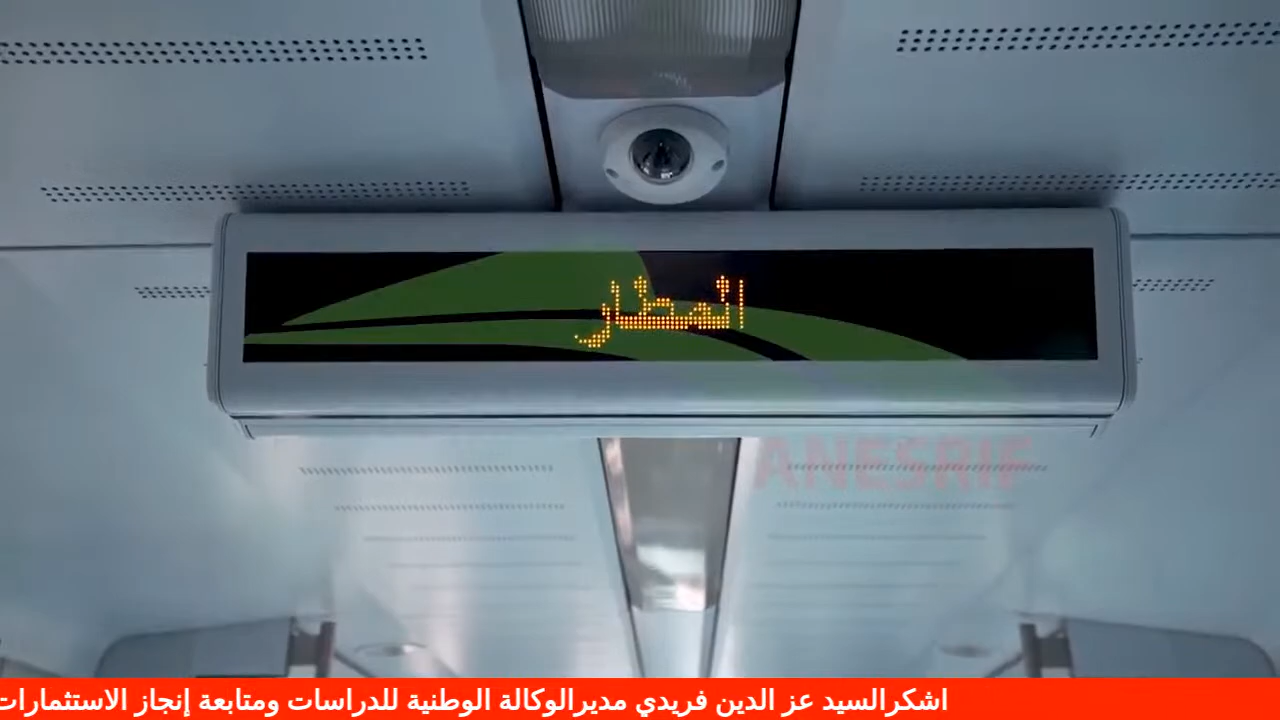 المطار
ANESRIF
اشكرالسيد عز الدين فريدي مديرالوكالة الوطنية للدراسات ومتابعة إنجاز الاستثمارات